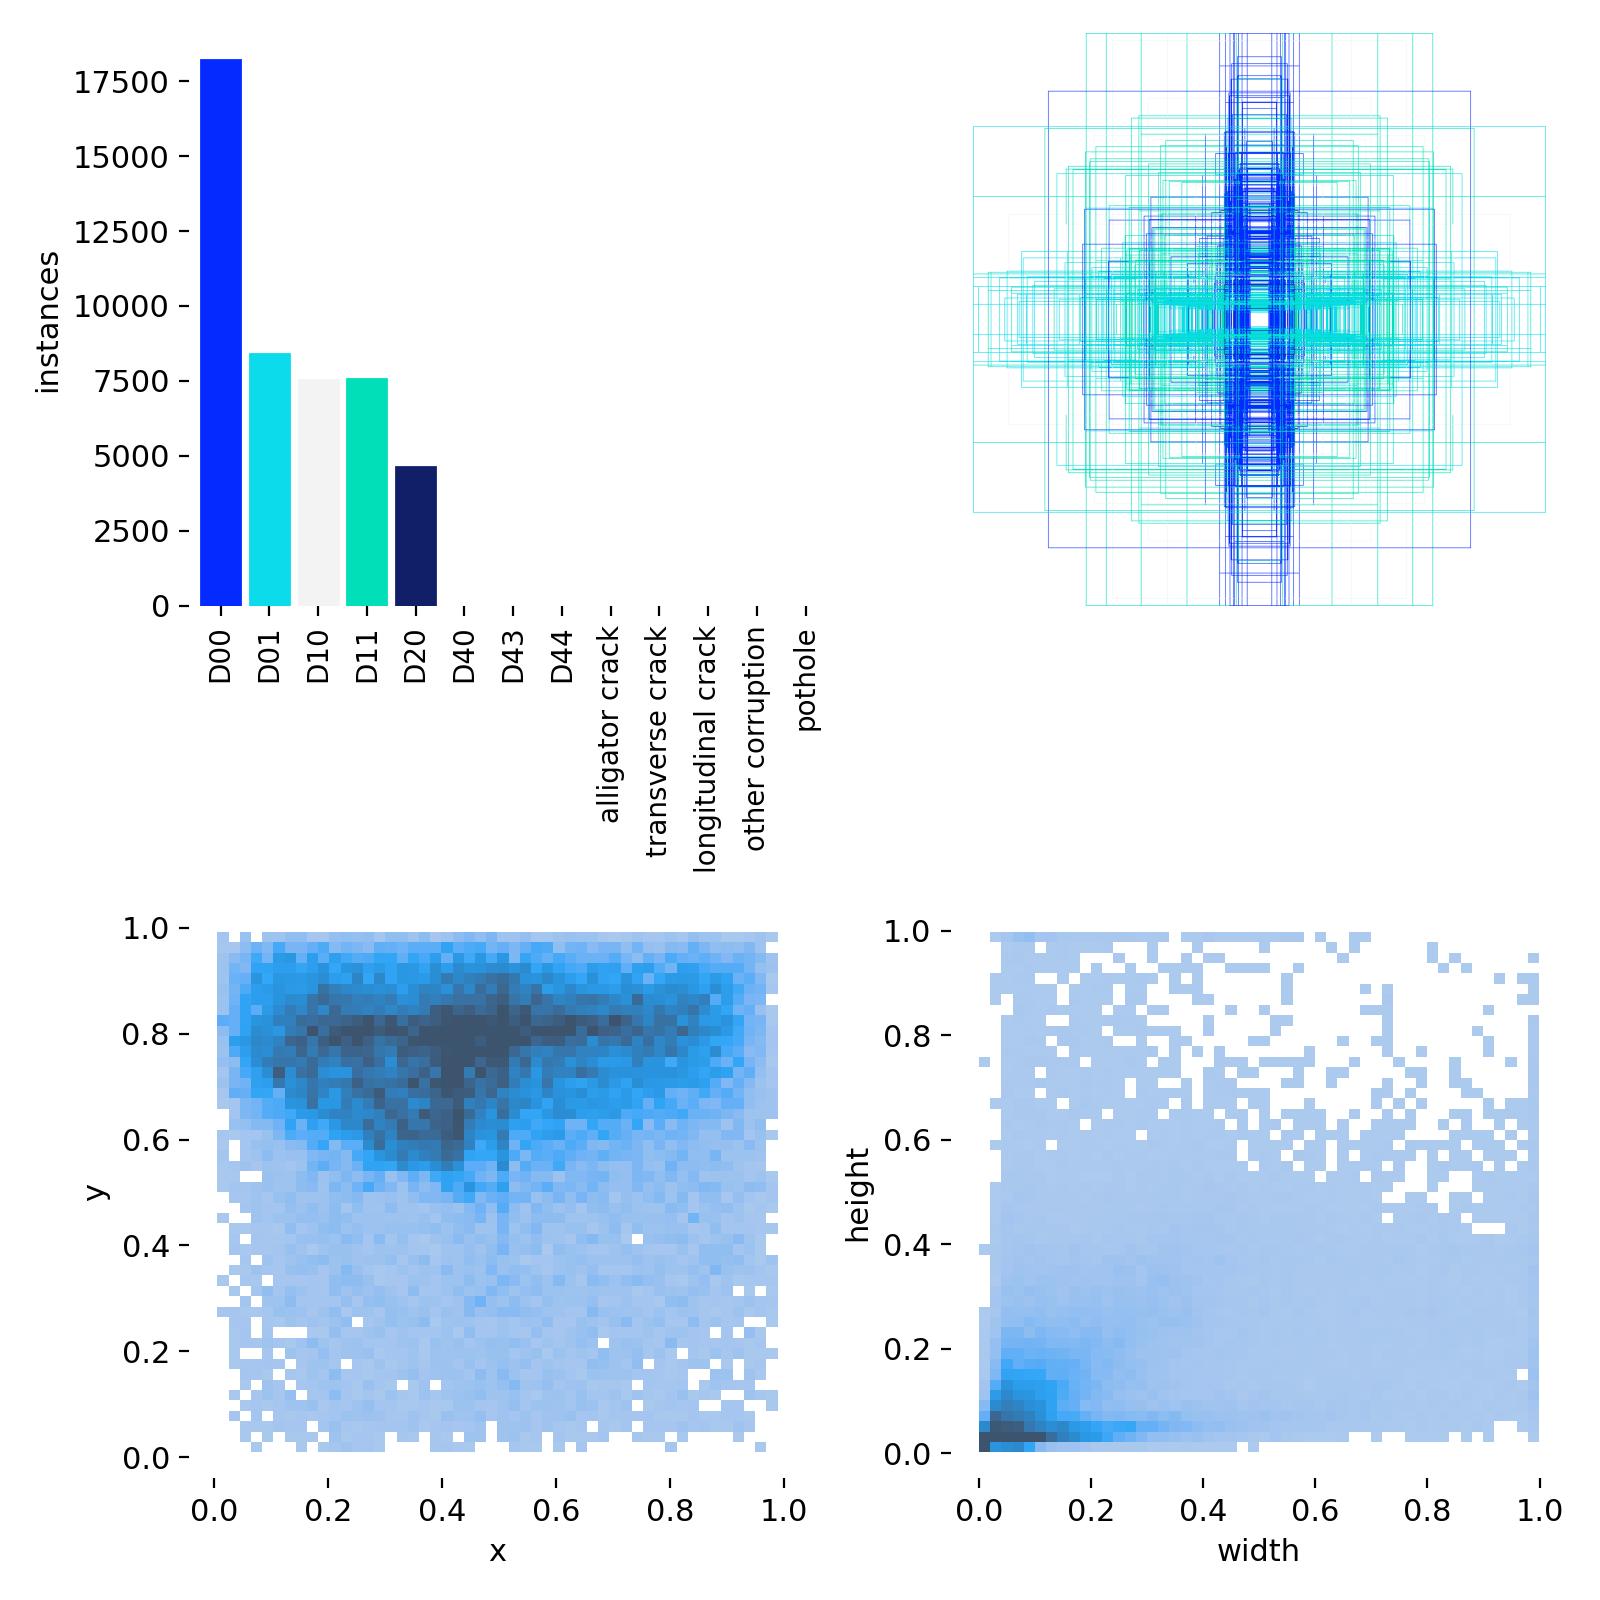 instances
17500
15000
12500
10000
7500
5000
2500
0
D00
D01
D10
D11
D20
D40
D43
D44
alligator crack
transverse crack
longitudinal crack
other corruption
pothole
y
1.0
0.8
0.6
0.4
0.2
0.0
0.0 0.2 0.4 0.6 0.8 1.0
x
height
1.0
0.8
0.6
0.4
0.2
0.0
0.0 0.2 0.4 0.6 0.8 1.0
width